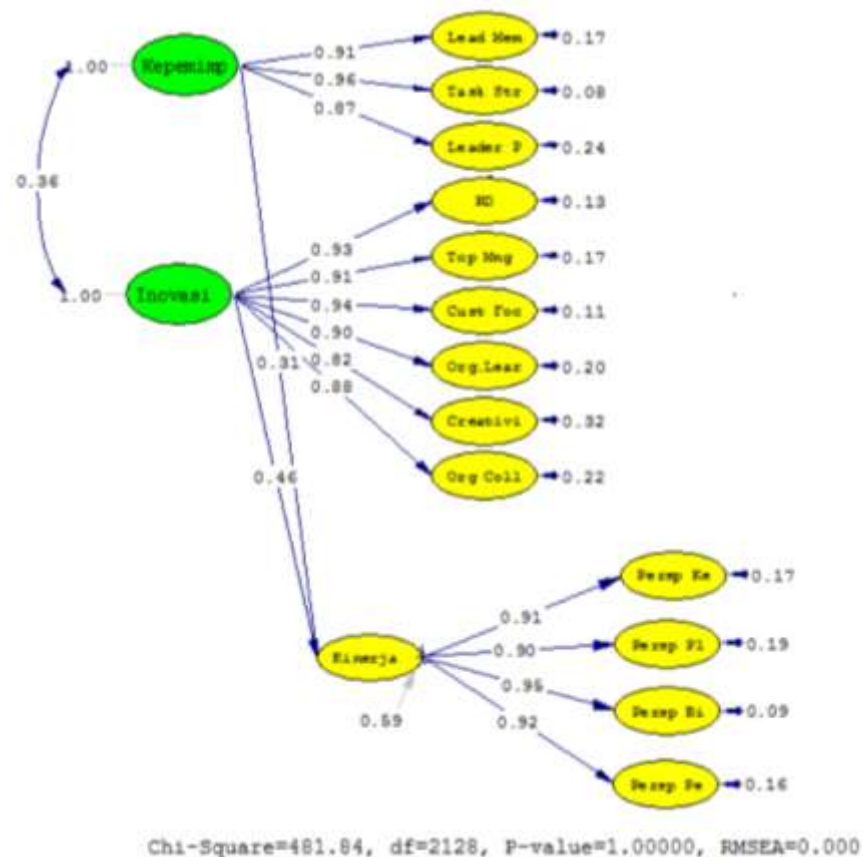 0.91
Lead Mem
0.17
1.00
Kepemimp
0.96
Task Str
0.08
0.87
Leader P
0.24
0.36
RD
0.13
0.93
Top Mng
0.17
0.91
1.00
Inovasi
0.94
Cust Foc
0.11
0.90
0.31
0.82
Org.Lear
0.20
0.88
Creativi
0.32
0.46
Org Coll
0.22
Persp Ke
0.17
0.91
Kinerja
0.90
Persp Pl
0.19
0.95
0.59
Persp Bi
0.09
0.92
Persp Pe
0.16
Chi-Square=481.84, df=2128, P-value=1.00000, RMSEA=0.000